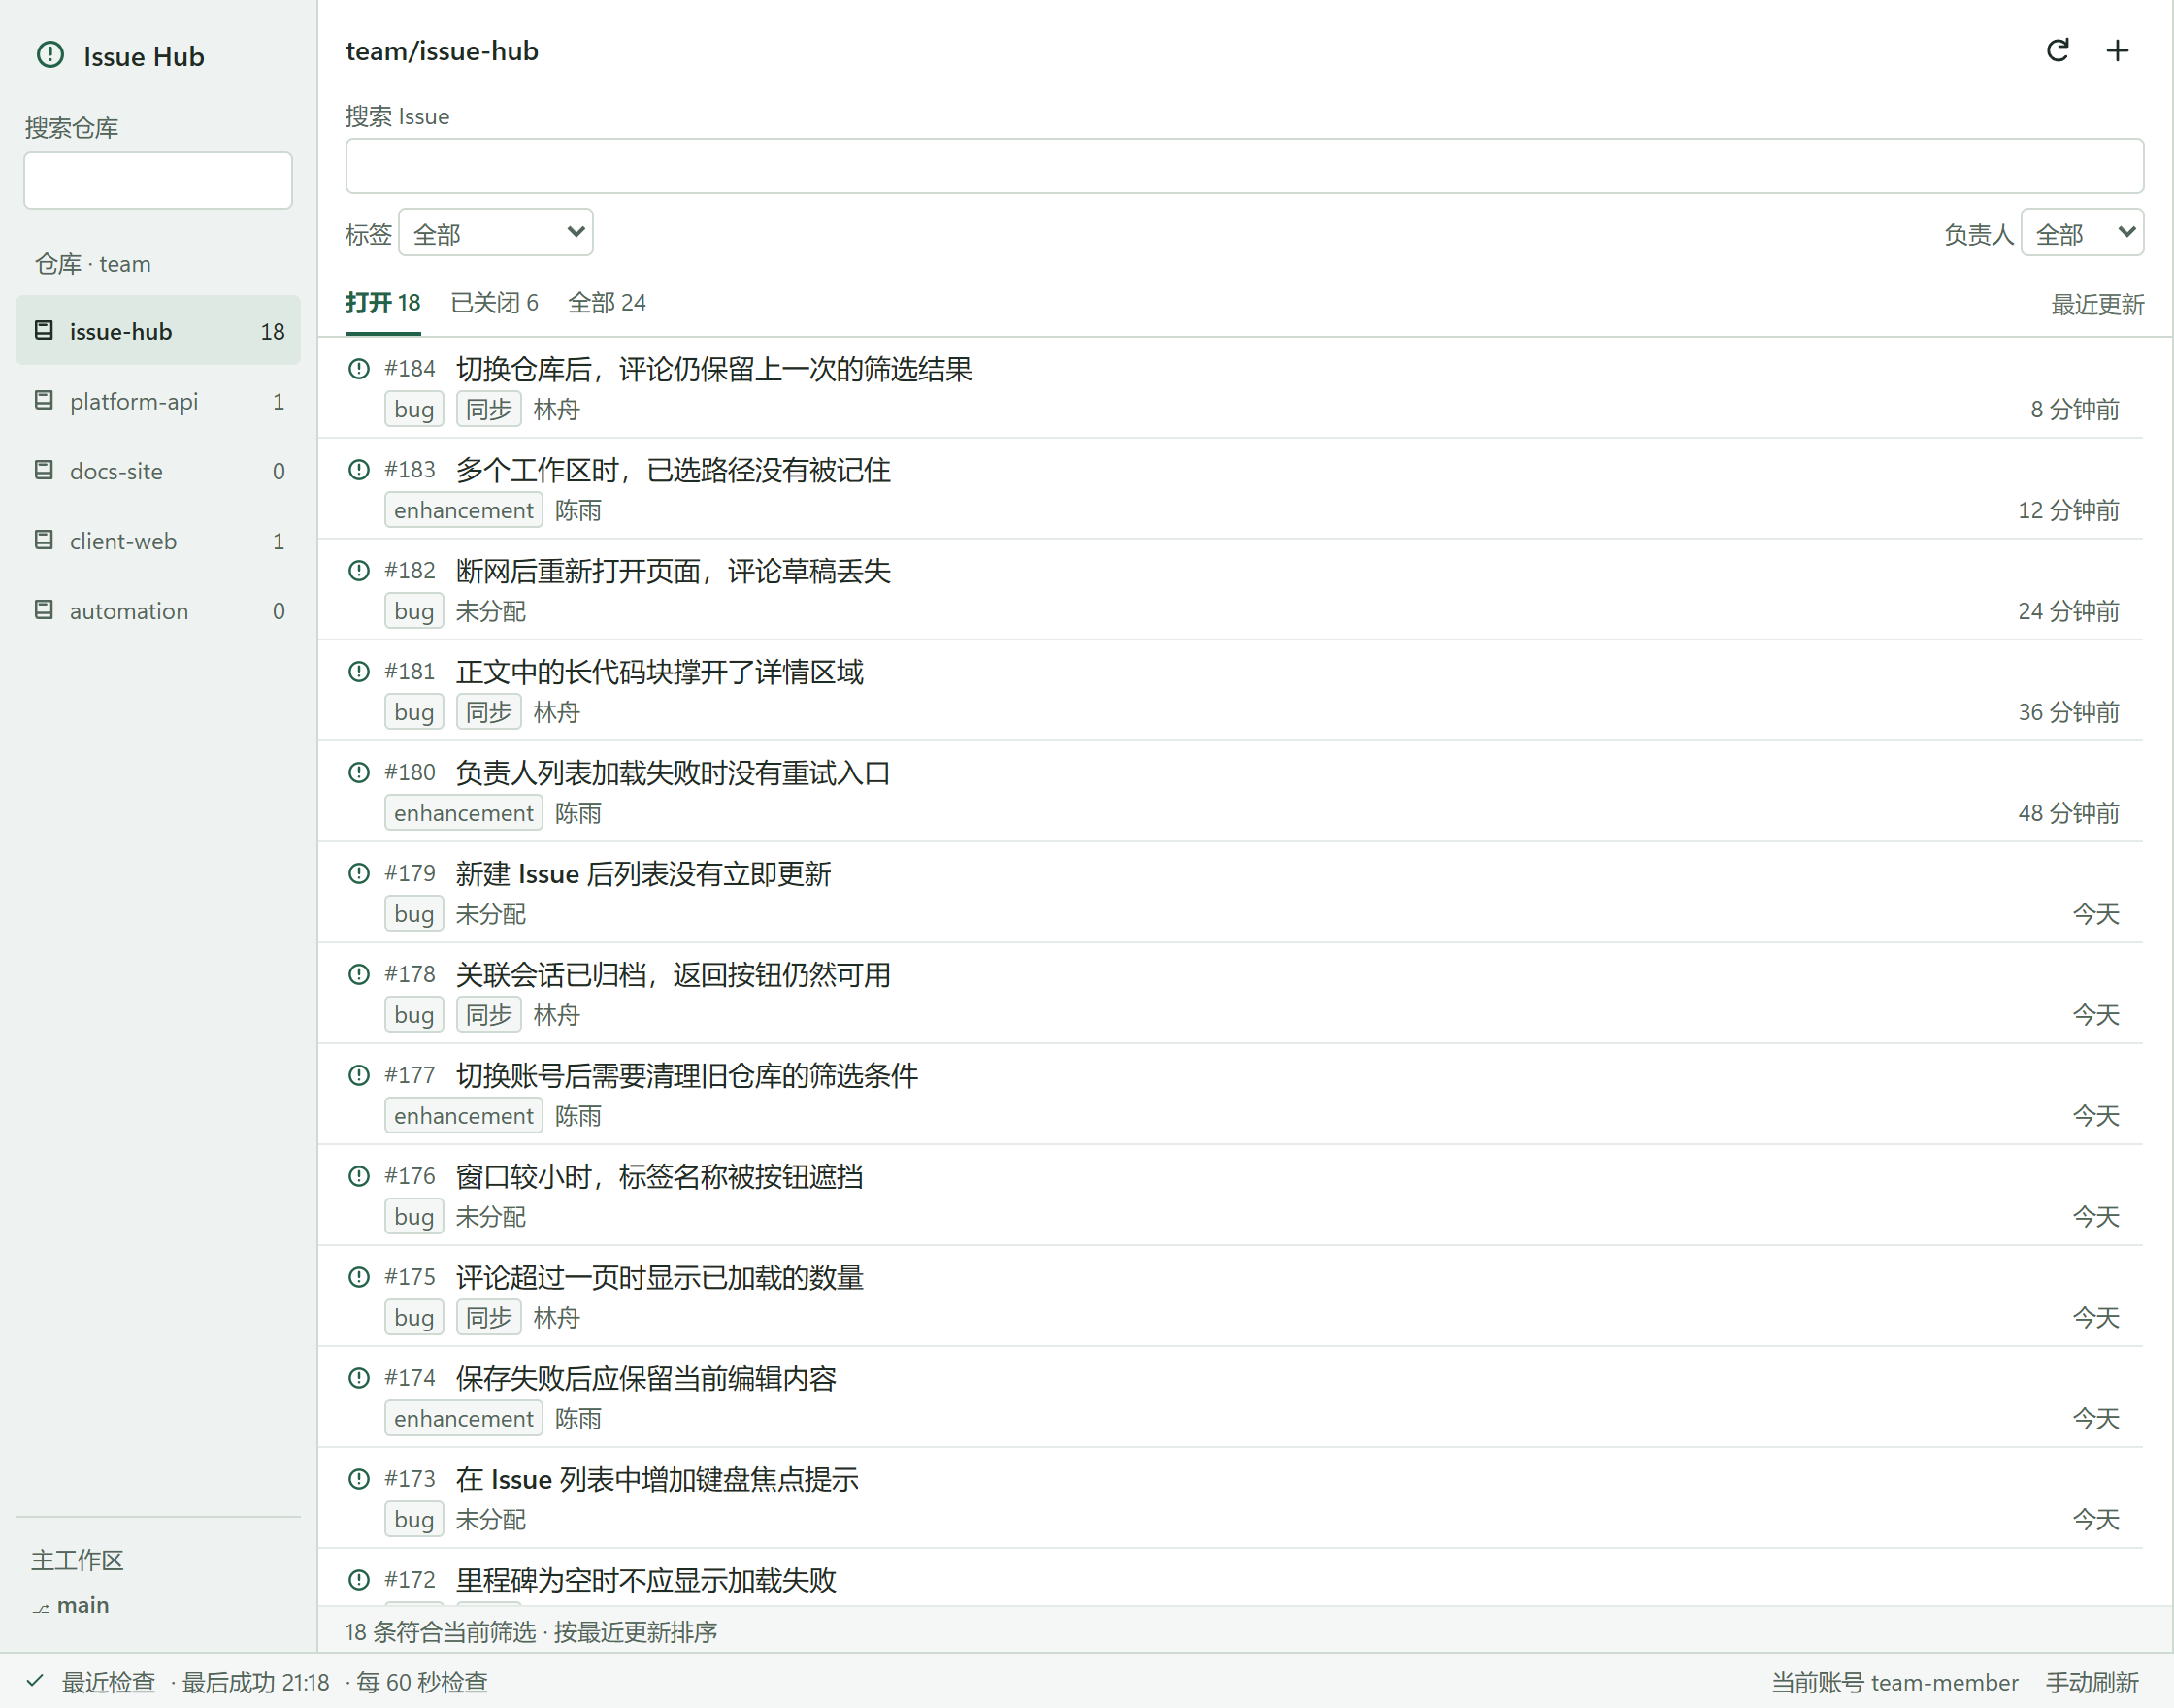 Issue Hub
搜索仓库
仓库 · team
issue-hub 18
platform-api 1
docs-site 0
client-web 1
automation 0
主工作区
main
team/issue-hub
搜索 Issue
标签 全部 负责人 全部
打开 18 已关闭 6 全部 24 最近更新
#184 切换仓库后，评论仍保留上一次的筛选结果
bug 同步 林舟 8 分钟前
#183 多个工作区时，已选路径没有被记住
enhancement 陈雨 12 分钟前
#182 断网后重新打开页面，评论草稿丢失
bug 未分配 24 分钟前
#181 正文中的长代码块撑开了详情区域
bug 同步 林舟 36 分钟前
#180 负责人列表加载失败时没有重试入口
enhancement 陈雨 48 分钟前
#179 新建 Issue 后列表没有立即更新
bug 未分配 今天
#178 关联会话已归档，返回按钮仍然可用
bug 同步 林舟 今天
#177 切换账号后需要清理旧仓库的筛选条件
enhancement 陈雨 今天
#176 窗口较小时，标签名称被按钮遮挡
bug 未分配 今天
#175 评论超过一页时显示已加载的数量
bug 同步 林舟 今天
#174 保存失败后应保留当前编辑内容
enhancement 陈雨 今天
#173 在 Issue 列表中增加键盘焦点提示
bug 未分配 今天
#172 里程碑为空时不应显示加载失败
18 条符合当前筛选 · 按最近更新排序
最近检查 · 最后成功 21:18 · 每 60 秒检查 当前账号 team-member 手动刷新